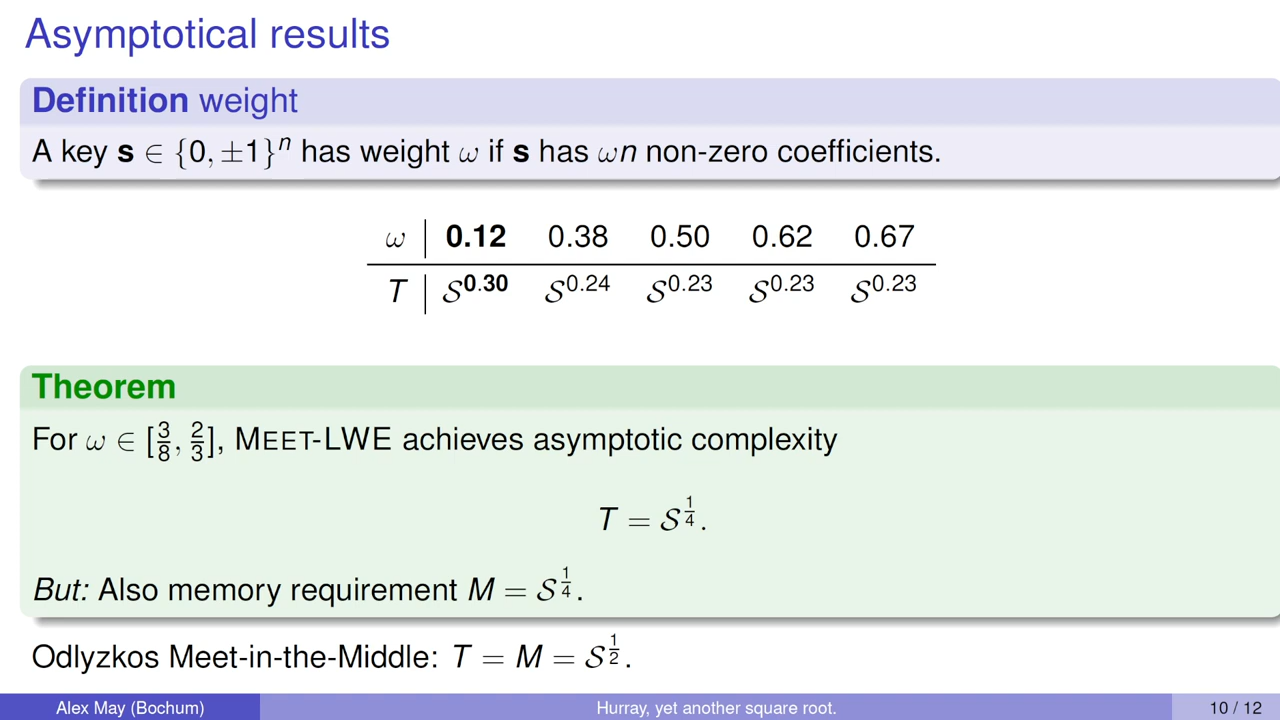 Asymptotical results
Definition weight
A key s ∈ {0, ±1}ⁿ has weight ω if s has ωn non-zero coefficients.
ω | 0.12 0.38 0.50 0.62 0.67
T | 𝒮^0.30 𝒮^0.24 𝒮^0.23 𝒮^0.23 𝒮^0.23
Theorem
For ω ∈ [3/8, 2/3], MEET-LWE achieves asymptotic complexity
T = 𝒮^(1/4).
But: Also memory requirement M = 𝒮^(1/4).
Odlyzkos Meet-in-the-Middle: T = M = 𝒮^(1/2).
Alex May (Bochum) Hurray, yet another square root. 10 / 12